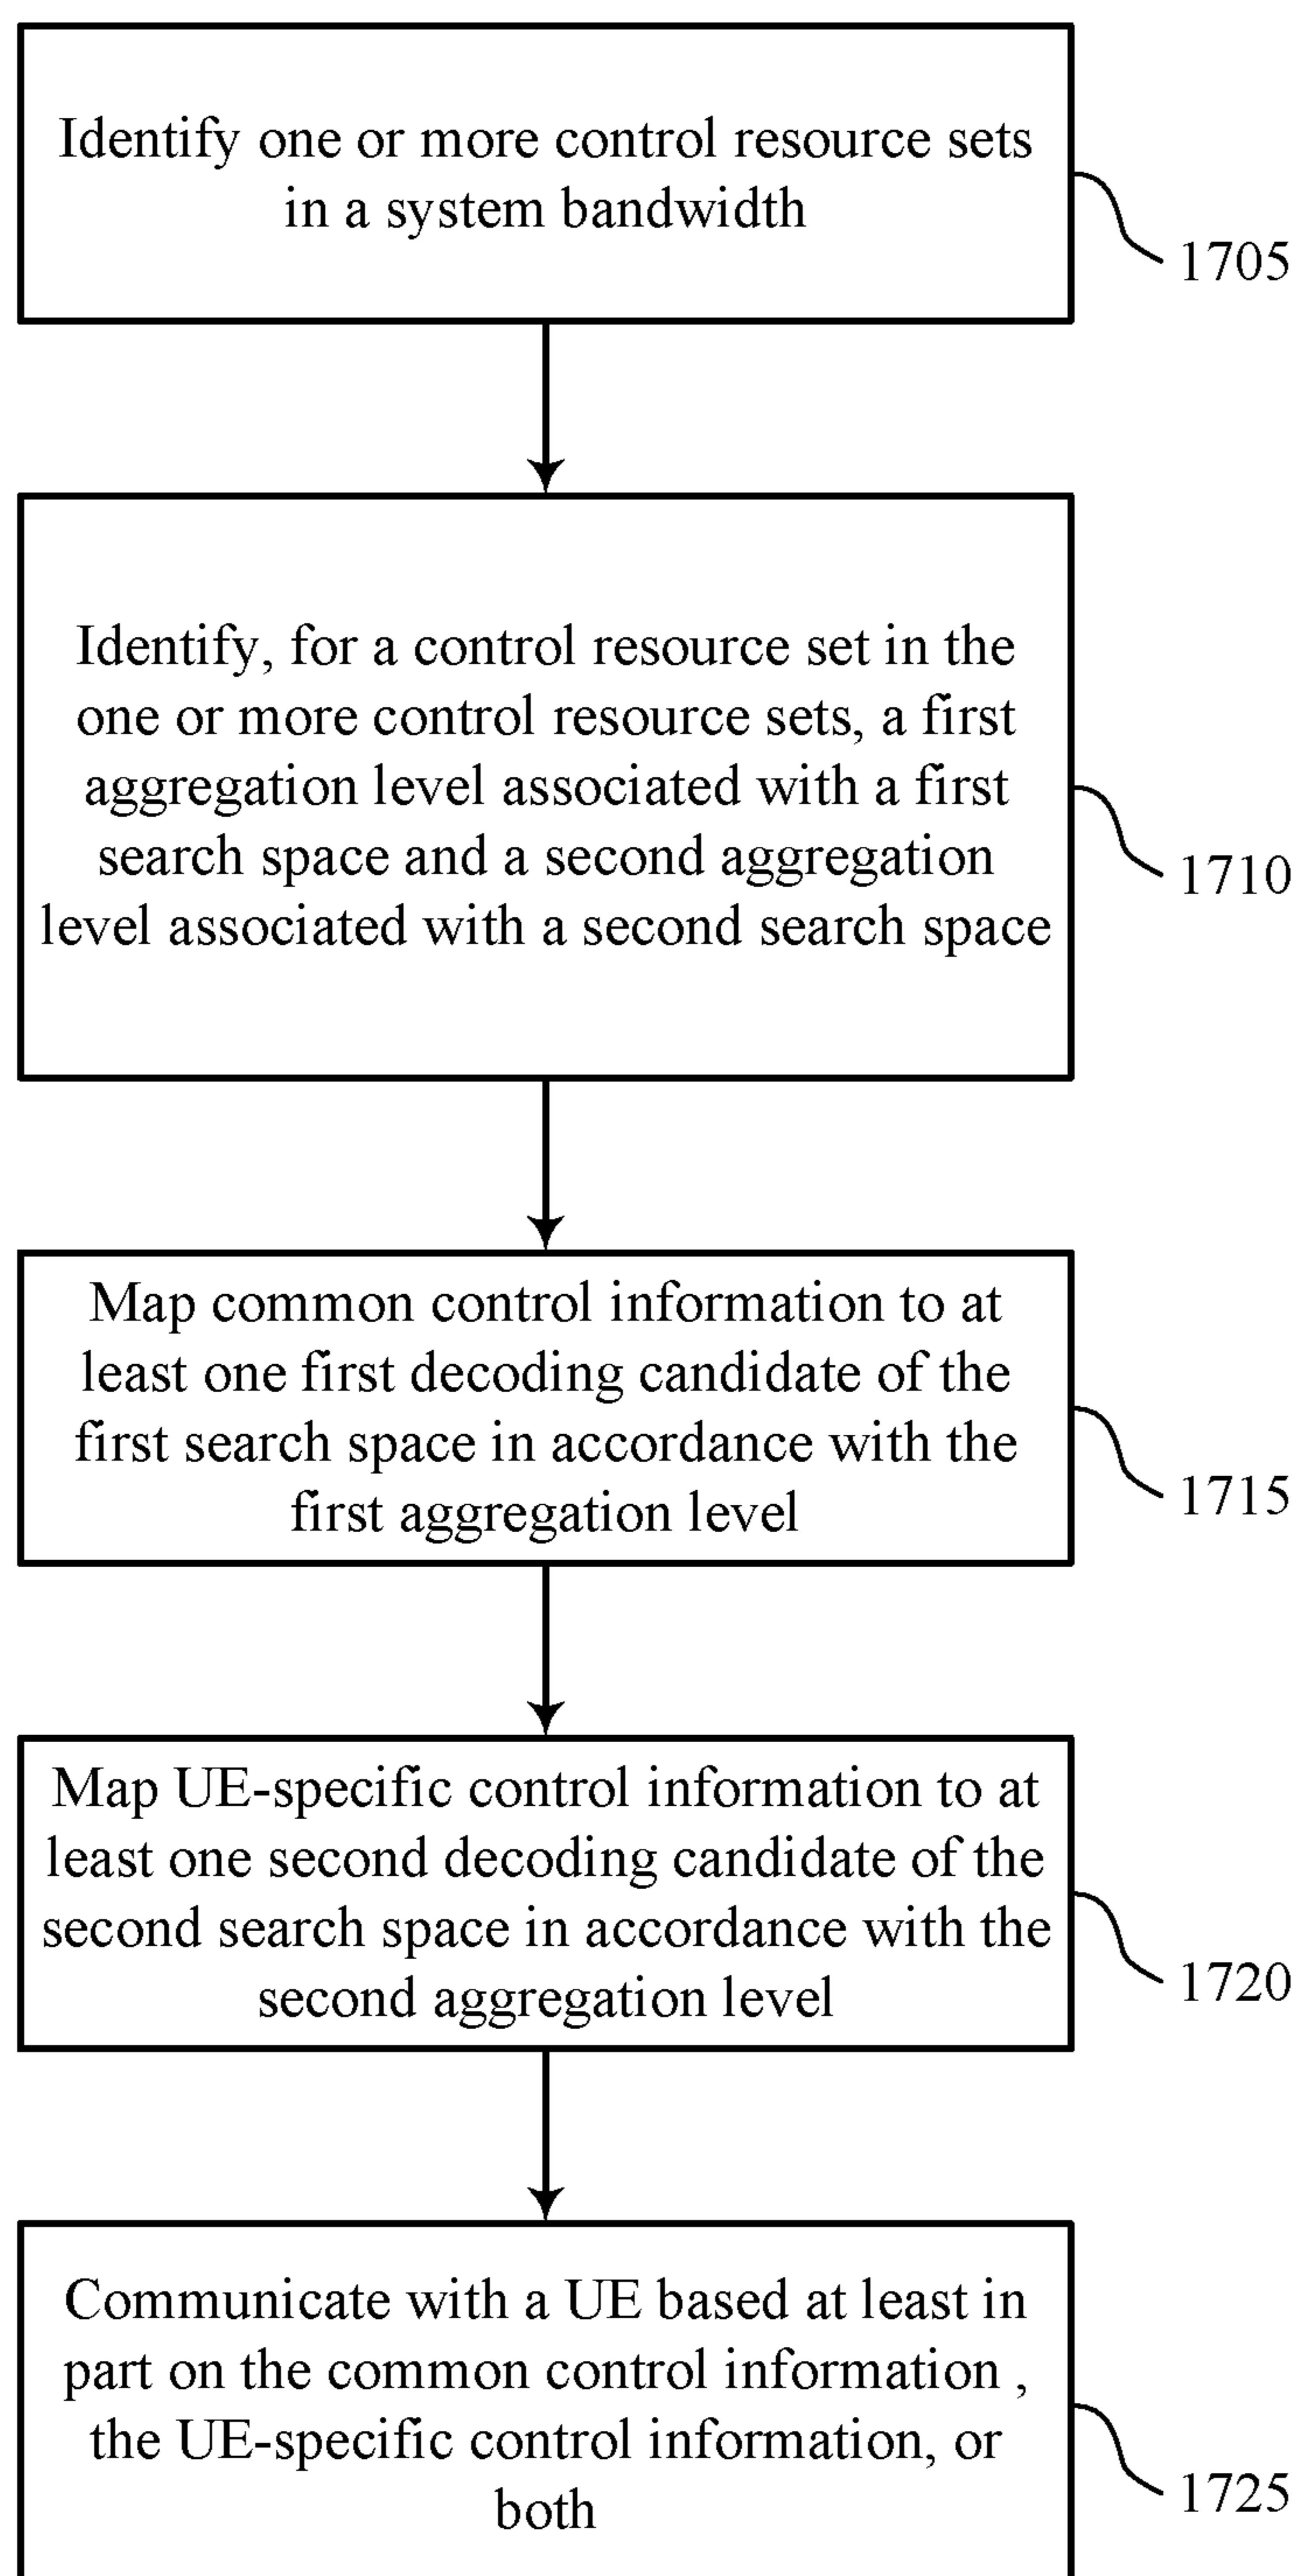 Identify one or more control resource sets
in a system bandwidth
1705
Identify, for a control resource set in the
one or more control resource sets, a first
aggregation level associated with a first
search space and a second aggregation
level associated with a second search space
1710
Map common control information to at
least one first decoding candidate of the
first search space in accordance with the
first aggregation level
1715
Map UE-specific control information to at
least one second decoding candidate of the
second search space in accordance with the
second aggregation level
1720
Communicate with a UE based at least in
part on the common control information ,
the UE-specific control information, or
both
1725